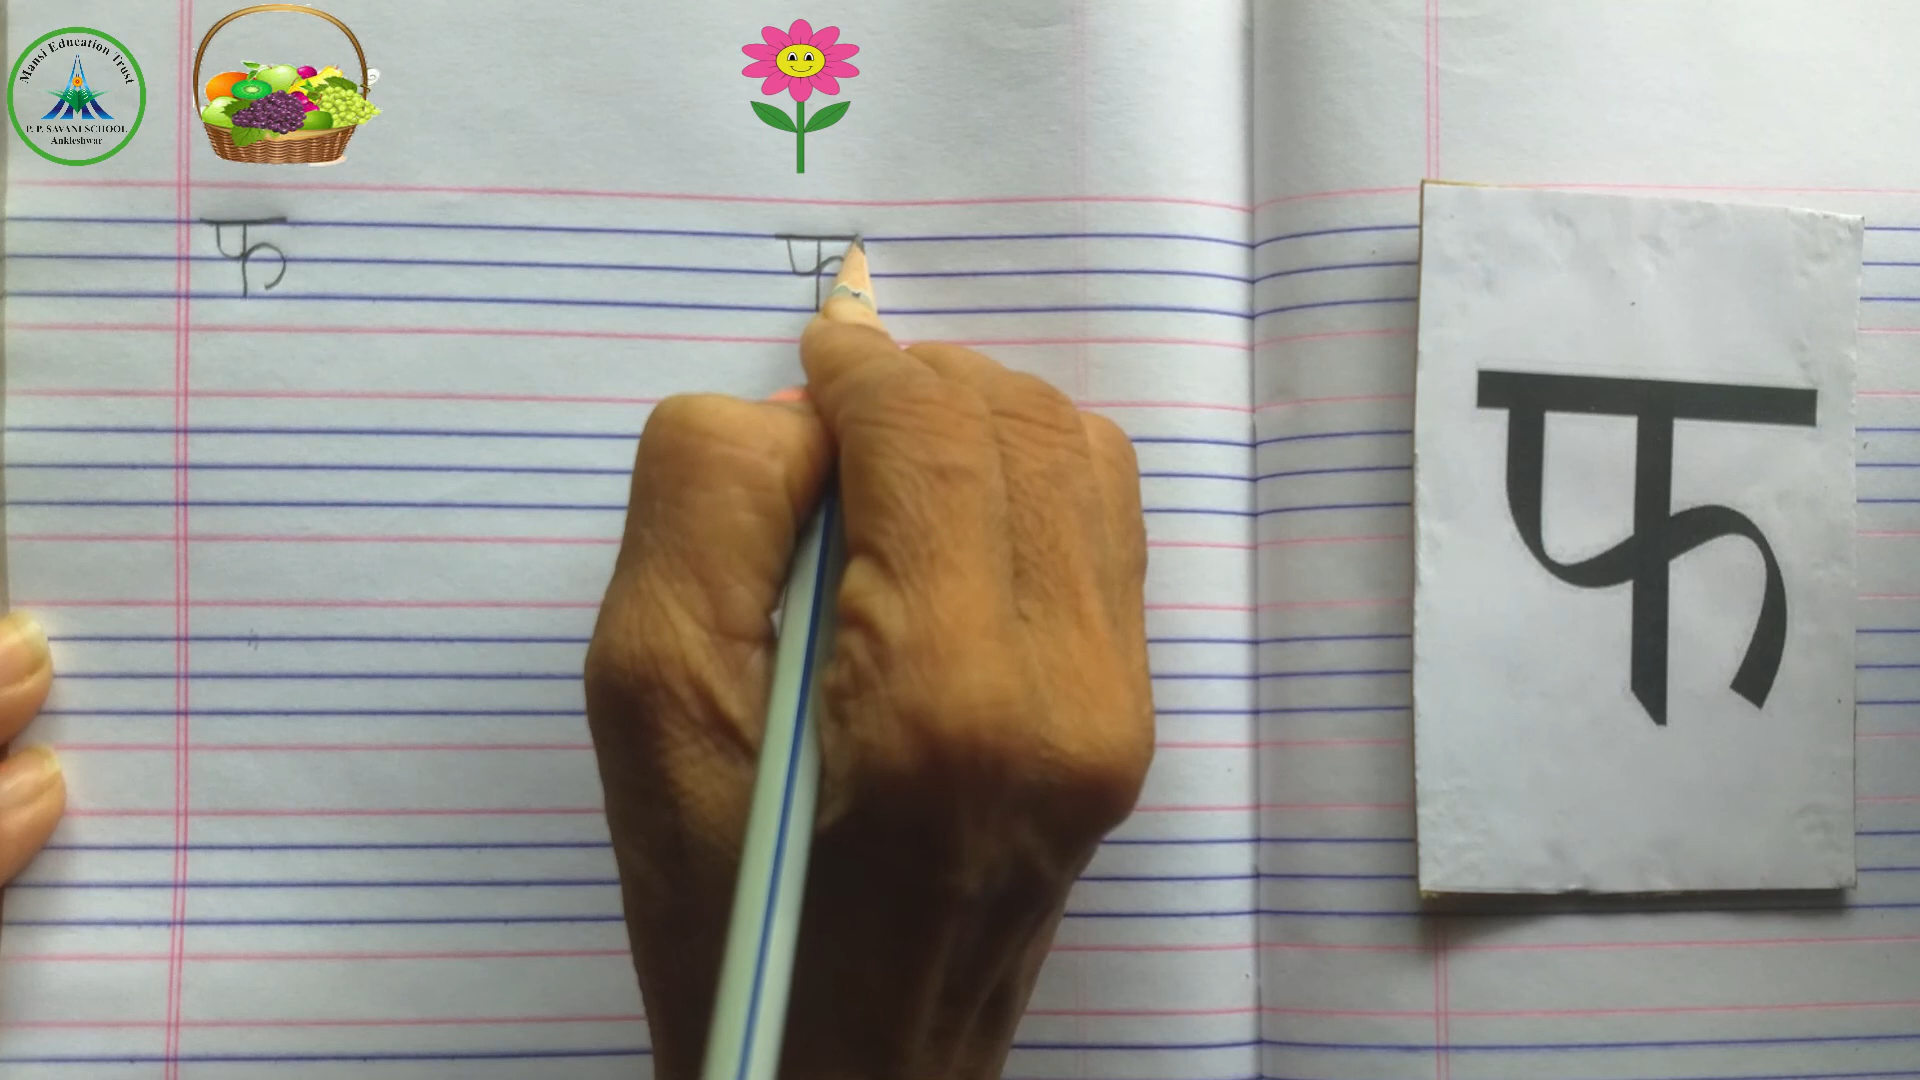 Mansi Education Trust
P. P. SAVANI SCHOOL
Ankleshwar
फ फ
फ